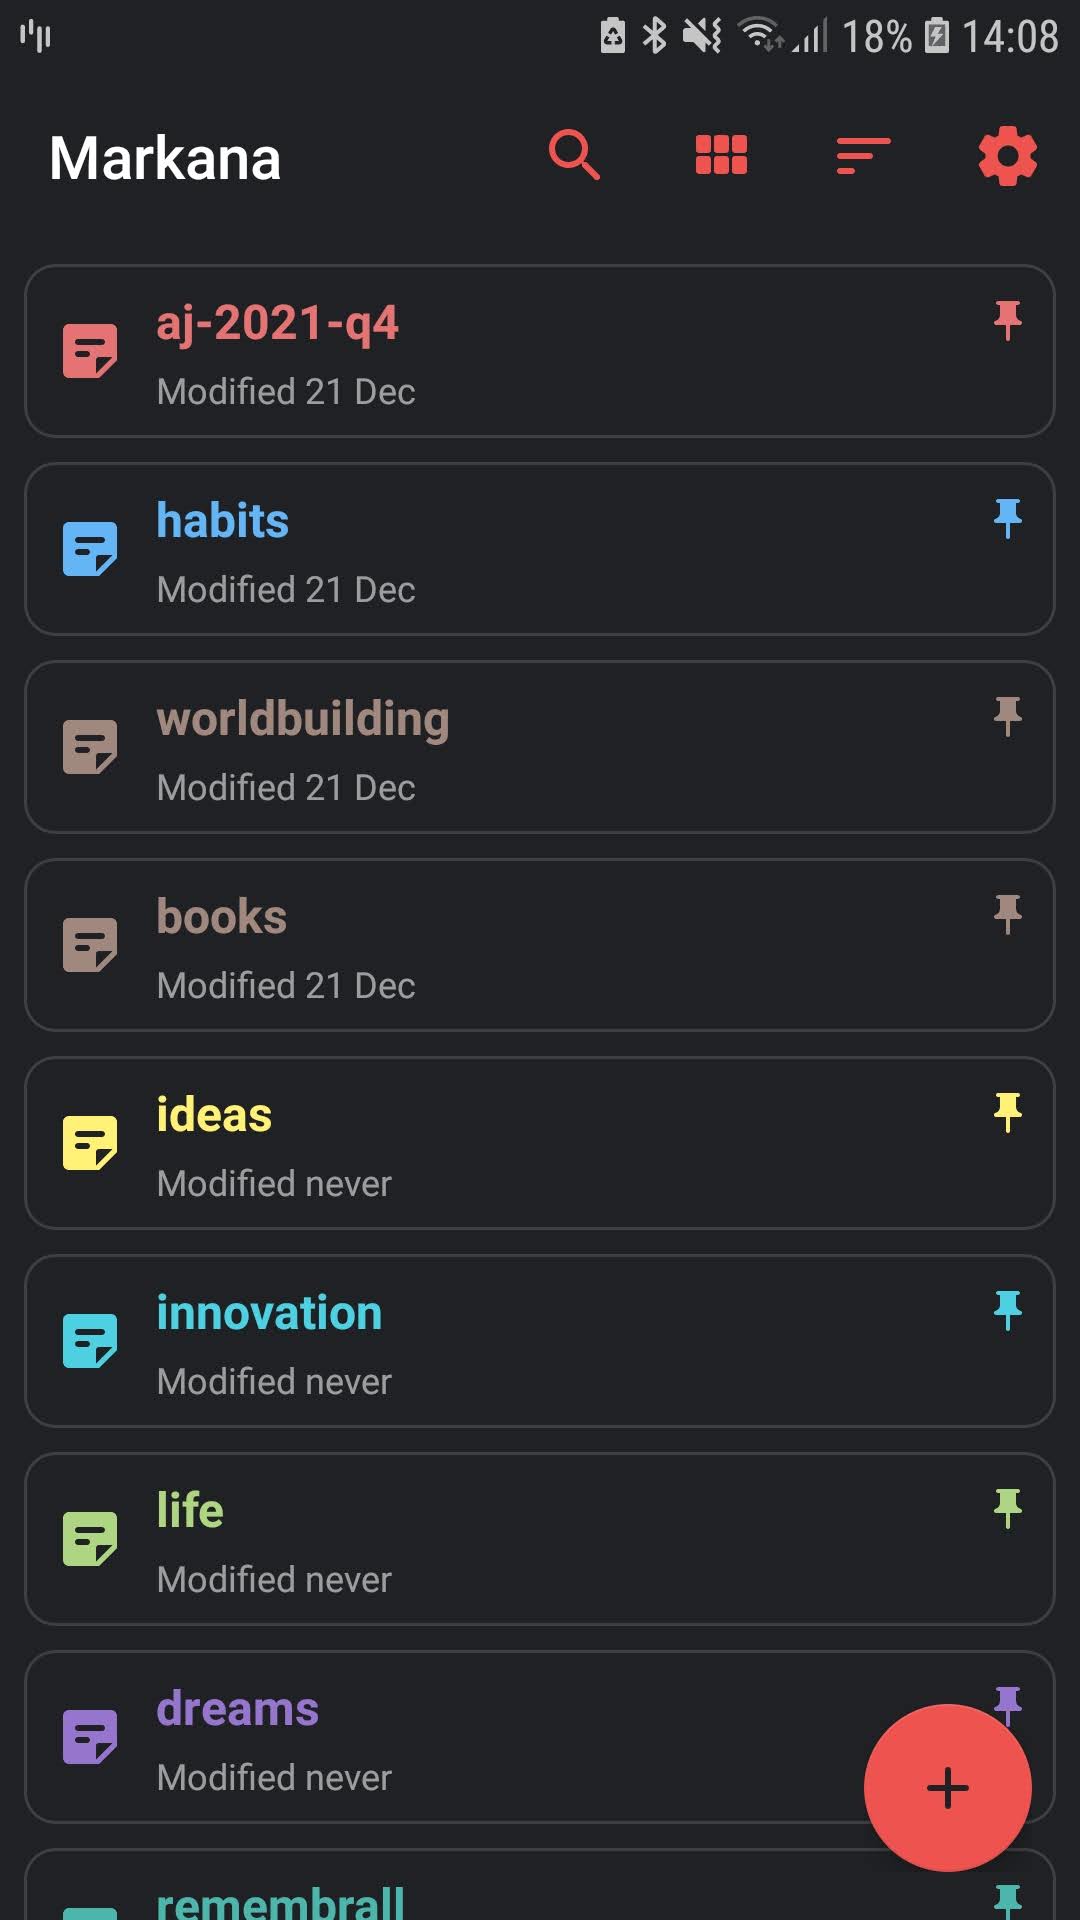 18% 14:08
Markana
aj-2021-q4
Modified 21 Dec
habits
Modified 21 Dec
worldbuilding
Modified 21 Dec
books
Modified 21 Dec
ideas
Modified never
innovation
Modified never
life
Modified never
dreams
Modified never
remembrall